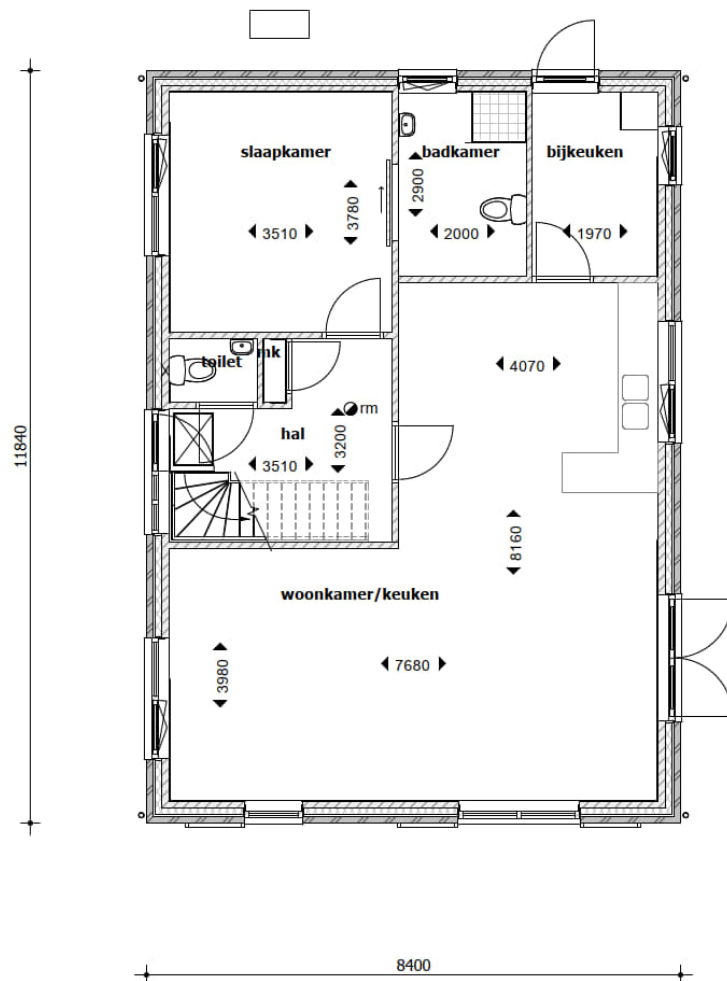 slaapkamer
badkamer
bijkeuken
3780
2900
3510
2000
1970
toilet
mk
4070
rm
hal
3200
3510
11840
8160
woonkamer/keuken
3980
7680
8400